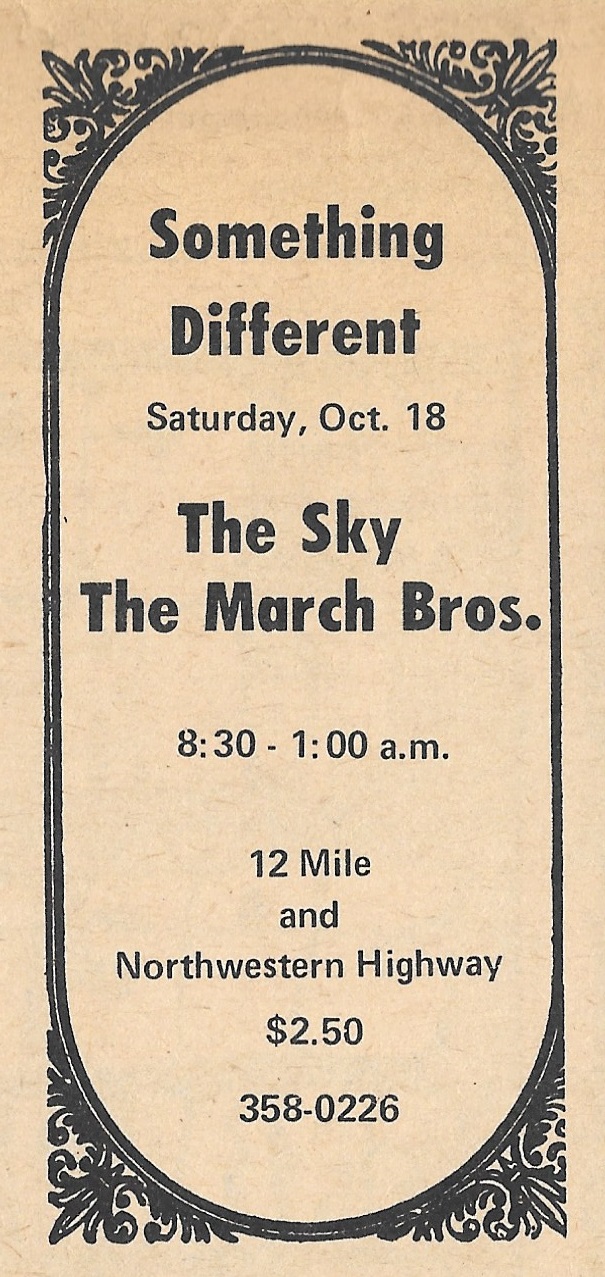 Something
Different
Saturday, Oct. 18
The Sky
The March Bros.
8:30 - 1:00 a.m.
12 Mile
and
Northwestern Highway
$2.50
358-0226